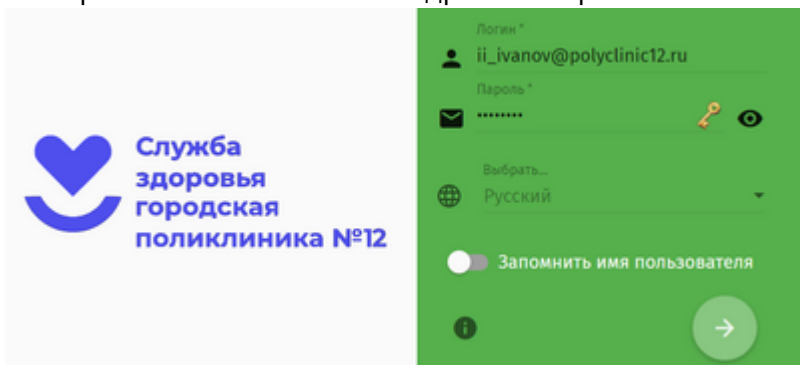 Служба
здоровья
городская
поликлиника №12
Логин *
ii_ivanov@polyclinic12.ru
Пароль *
••••••••
Выбрать...
Русский
Запомнить имя пользователя